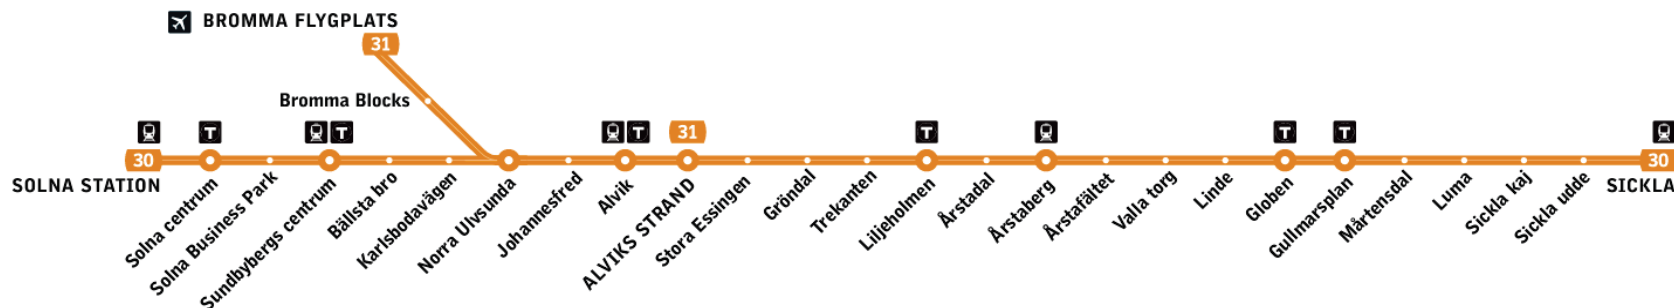 BROMMA FLYGPLATS
31
Bromma Blocks
T
T
T
31
T
T
T
30
30
SOLNA STATION
Solna centrum
Solna Business Park
Sundbybergs centrum
Bällsta bro
Karlsbodavägen
Norra Ulvsunda
Johannesfred
Alvik
ALVIKS STRAND
Stora Essingen
Gröndal
Trekanten
Liljeholmen
Årstadal
Årstaberg
Årstafältet
Valla torg
Linde
Globen
Gullmarsplan
Mårtensdal
Luma
Sickla kaj
Sickla udde
SICKLA